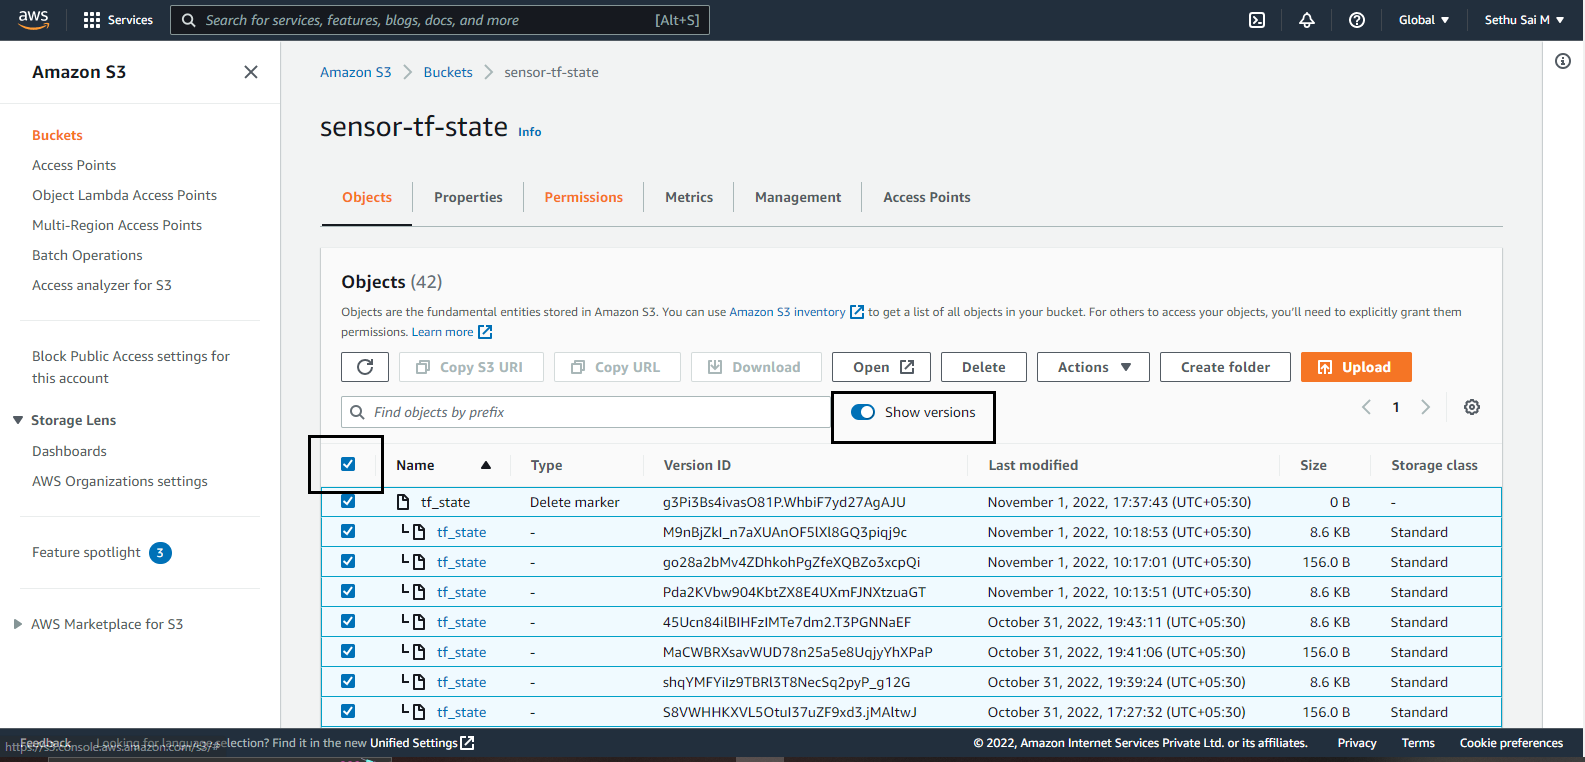 aws Services Search for services, features, blogs, docs, and more [Alt+S] Global ▼ Sethu Sai M ▼
Amazon S3
Buckets
Access Points
Object Lambda Access Points
Multi-Region Access Points
Batch Operations
Access analyzer for S3
Block Public Access settings for
this account
Storage Lens
Dashboards
AWS Organizations settings
Feature spotlight 3
AWS Marketplace for S3
Amazon S3 > Buckets > sensor-tf-state
sensor-tf-state Info
Objects Properties Permissions Metrics Management Access Points
Objects (42)
Objects are the fundamental entities stored in Amazon S3. You can use Amazon S3 inventory to get a list of all objects in your bucket. For others to access your objects, you'll need to explicitly grant them
permissions. Learn more
Copy S3 URI Copy URL Download Open Delete Actions ▼ Create folder Upload
Find objects by prefix Show versions < 1 >
Name ▲ Type Version ID Last modified Size Storage class
tf_state Delete marker g3Pi3Bs4ivasO81P.WhbiF7yd27AgAJU November 1, 2022, 17:37:43 (UTC+05:30) 0 B -
tf_state - M9nBjZkI_n7aXUAnOF5lXl8GQ3piqj9c November 1, 2022, 10:18:53 (UTC+05:30) 8.6 KB Standard
tf_state - go28a2bMv4ZDhkohPgZfeXQBZo3xcpQi November 1, 2022, 10:17:01 (UTC+05:30) 156.0 B Standard
tf_state - Pda2KVbw904KbtZX8E4UXmFJNXtzuaGT November 1, 2022, 10:13:51 (UTC+05:30) 8.6 KB Standard
tf_state - 45Ucn84ilBIHFzIMTe7dm2.T3PGNNaEF October 31, 2022, 19:43:11 (UTC+05:30) 8.6 KB Standard
tf_state - MaCWBRXsavWUD78n25a5e8UqjyYhXPaP October 31, 2022, 19:41:06 (UTC+05:30) 156.0 B Standard
tf_state - shqYMFYiIz9TBRl3T8NecSq2pyP_g12G October 31, 2022, 19:39:24 (UTC+05:30) 8.6 KB Standard
tf_state - S8VWHHKXVL5OtuI37uZF9xd3.jMAltwJ October 31, 2022, 17:27:32 (UTC+05:30) 156.0 B Standard
Feedback Looking for language selection? Find it in the new Unified Settings © 2022, Amazon Internet Services Private Ltd. or its affiliates. Privacy Terms Cookie preferences
https://s3.console.aws.amazon.com/s3/#